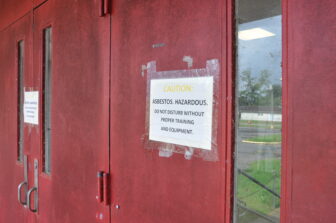 CAUTION:
ASBESTOS. HAZARDOUS.
DO NOT DISTURB WITHOUT
PROPER TRAINING
AND EQUIPMENT.